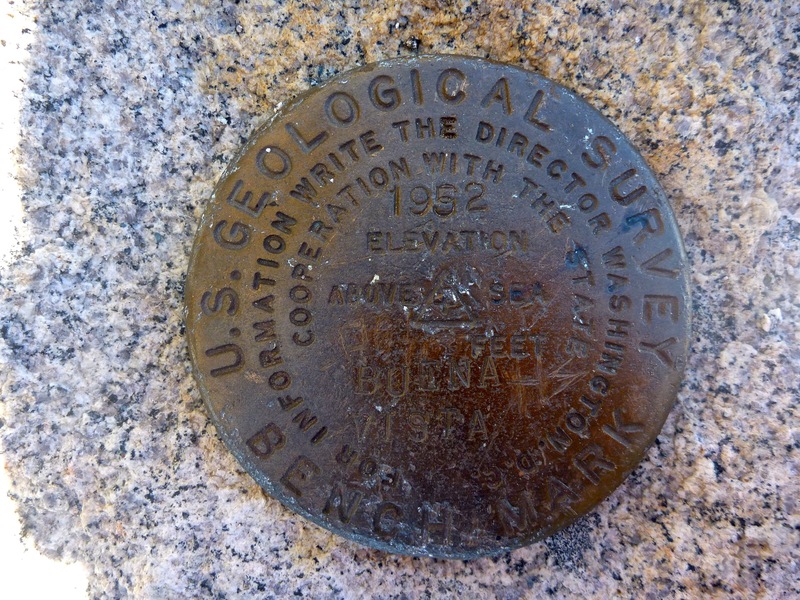 U.S. GEOLOGICAL SURVEY
FOR INFORMATION WRITE THE DIRECTOR WASHINGTON, D.
COOPERATION WITH THE STATE
1952
ELEVATION
ABOVE SEA
FEET
BUENA
VISTA
BENCH MARK